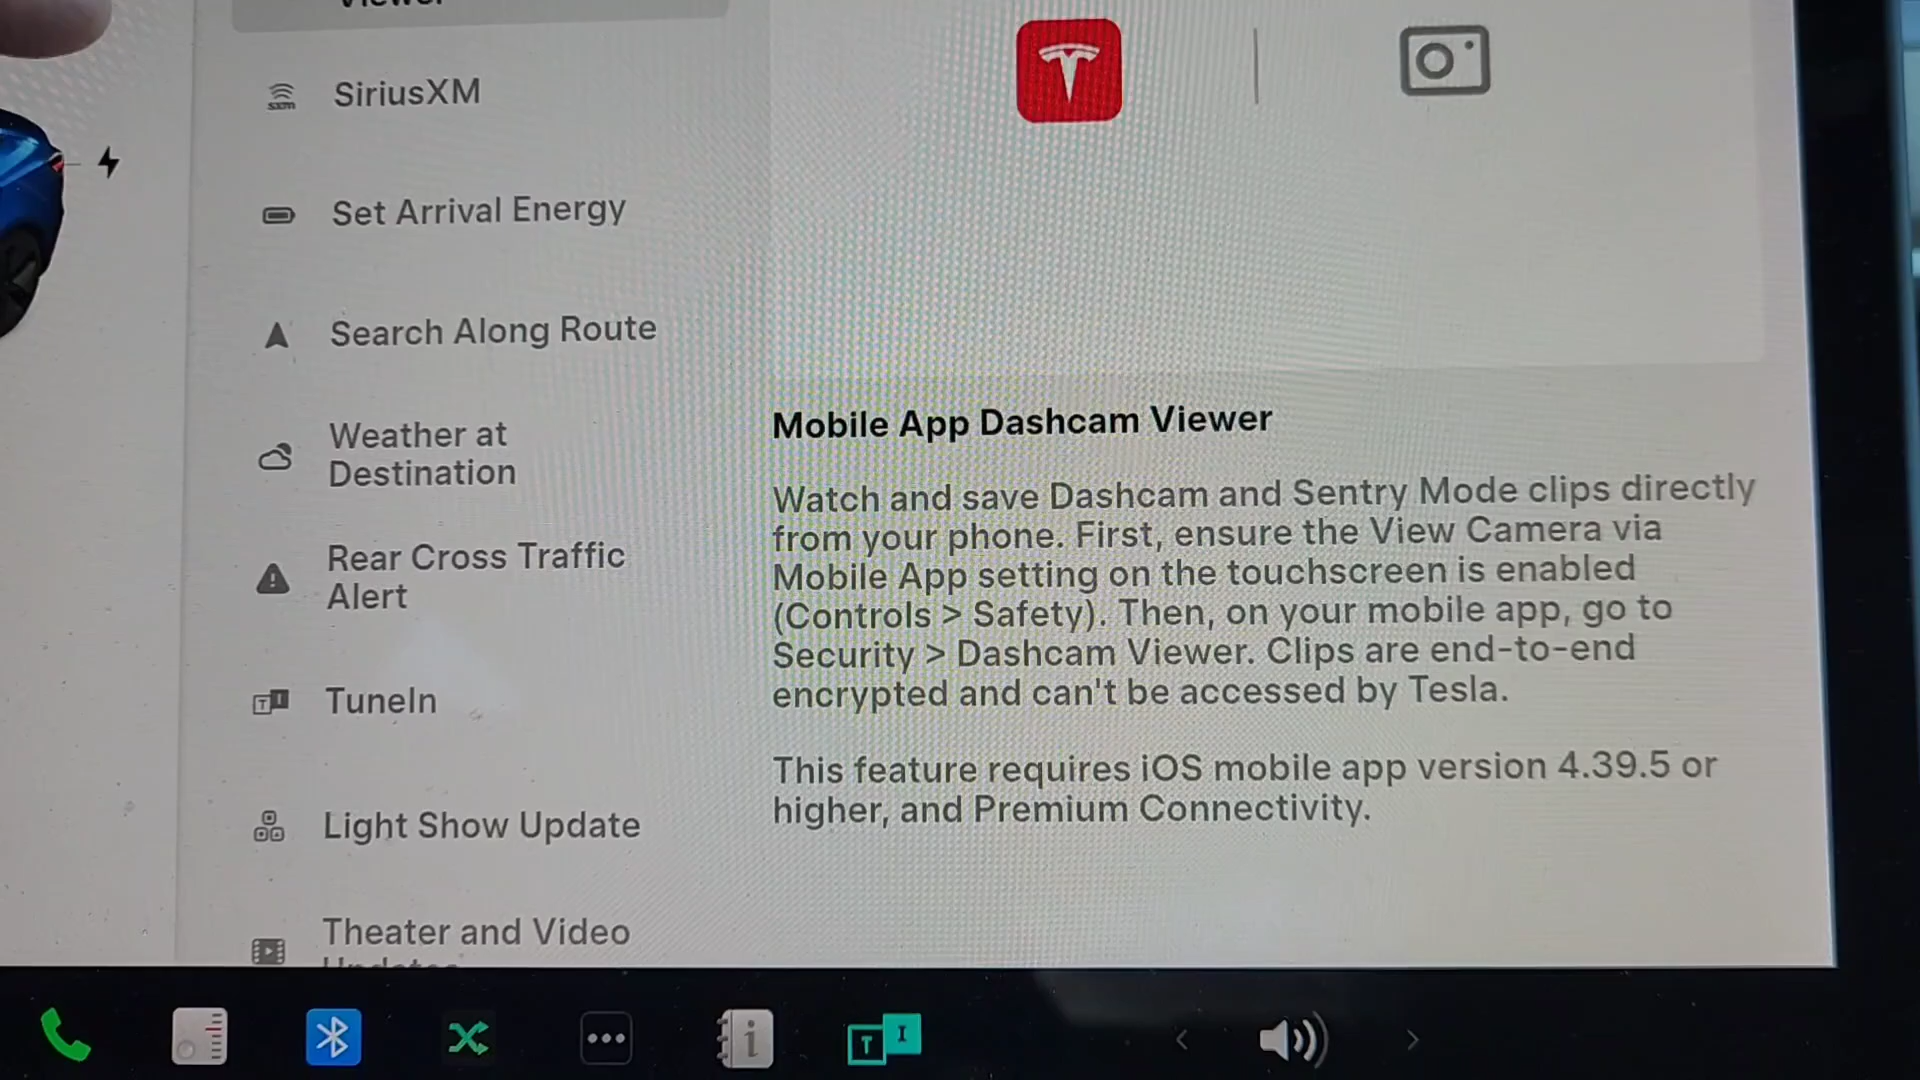 Viewer
SiriusXM
sxm
Set Arrival Energy
Search Along Route
Weather at
Destination
Rear Cross Traffic
Alert
TuneIn
Light Show Update
Theater and Video
Updates
Mobile App Dashcam Viewer
Watch and save Dashcam and Sentry Mode clips directly
from your phone. First, ensure the View Camera via
Mobile App setting on the touchscreen is enabled
(Controls > Safety). Then, on your mobile app, go to
Security > Dashcam Viewer. Clips are end-to-end
encrypted and can't be accessed by Tesla.
This feature requires iOS mobile app version 4.39.5 or
higher, and Premium Connectivity.
i
T I